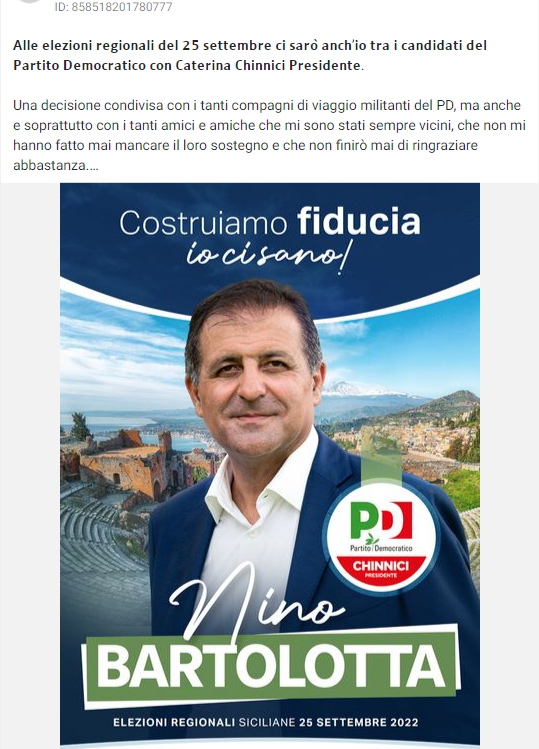 ID: 858518201780777
Alle elezioni regionali del 25 settembre ci sarò anch’io tra i candidati del
Partito Democratico con Caterina Chinnici Presidente.
Una decisione condivisa con i tanti compagni di viaggio militanti del PD, ma anche
e soprattutto con i tanti amici e amiche che mi sono stati sempre vicini, che non mi
hanno fatto mai mancare il loro sostegno e che non finirò mai di ringraziare
abbastanza....
Costruiamo fiducia
io ci sano!
PD
Partito Democratico
CHINNICI
PRESIDENTE
Nino
BARTOLOTTA
ELEZIONI REGIONALI SICILIANE 25 SETTEMBRE 2022